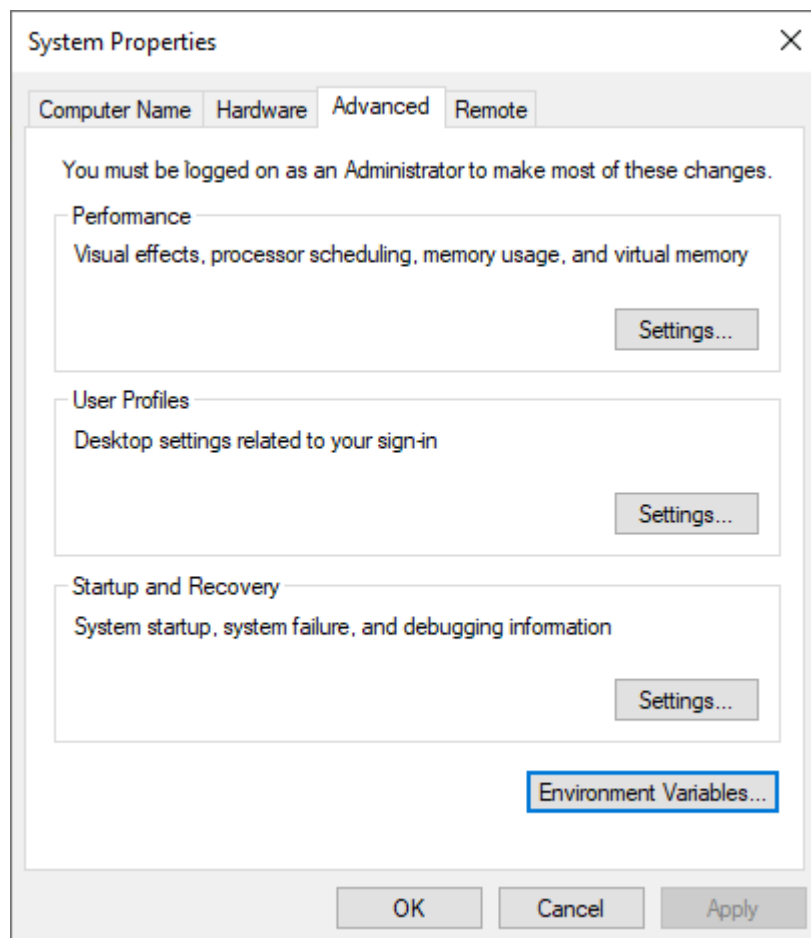 System Properties
Computer Name Hardware Advanced Remote
You must be logged on as an Administrator to make most of these changes.
Performance
Visual effects, processor scheduling, memory usage, and virtual memory
Settings...
User Profiles
Desktop settings related to your sign-in
Settings...
Startup and Recovery
System startup, system failure, and debugging information
Settings...
Environment Variables...
OK Cancel Apply